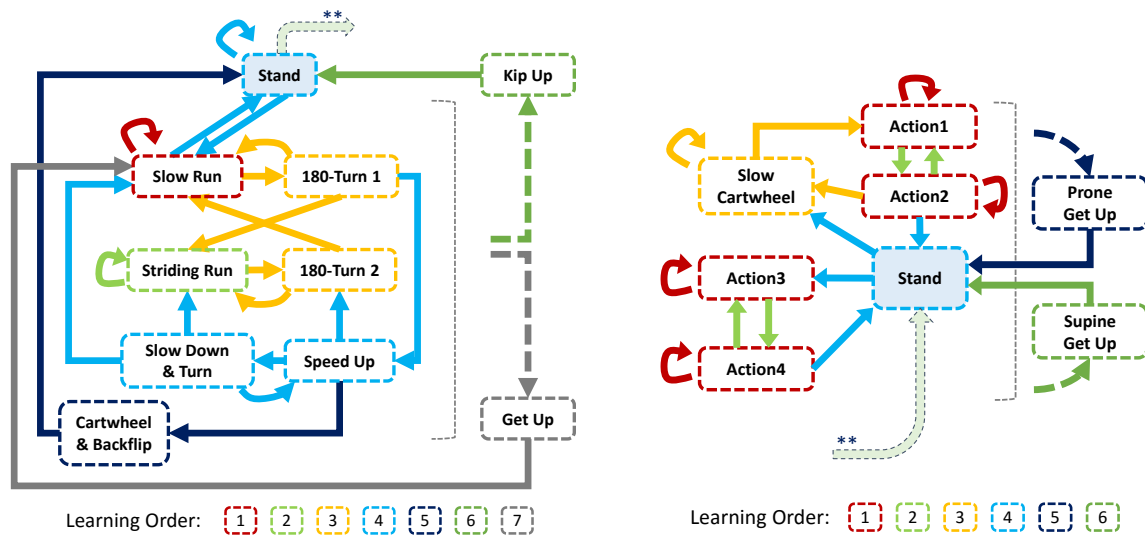 **
Stand
Kip Up
Slow Run
180-Turn 1
Striding Run
180-Turn 2
Slow Down
& Turn
Speed Up
Cartwheel
& Backflip
Get Up
Learning Order: 1 2 3 4 5 6 7
Action1
Slow
Cartwheel
Action2
Prone
Get Up
Stand
Action3
Supine
Get Up
Action4
**
Learning Order: 1 2 3 4 5 6